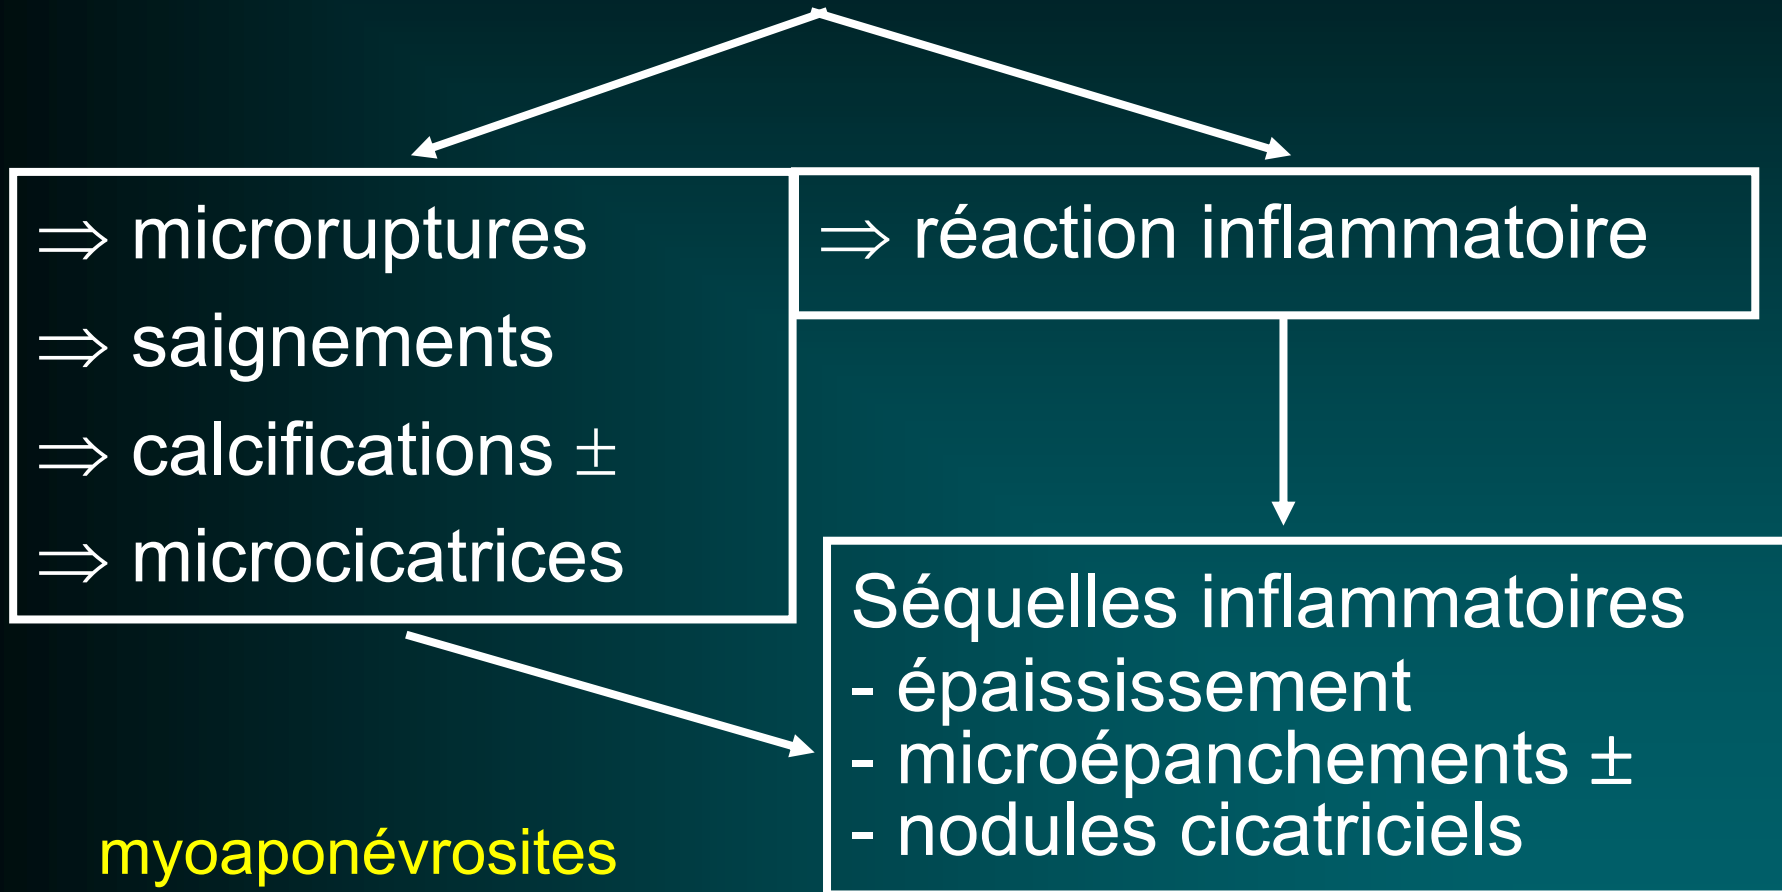 ⇒ microruptures
⇒ saignements
⇒ calcifications ±
⇒ microcicatrices
⇒ réaction inflammatoire
Séquelles inflammatoires
- épaississement
- microépanchements ±
- nodules cicatriciels
myoaponévrosites